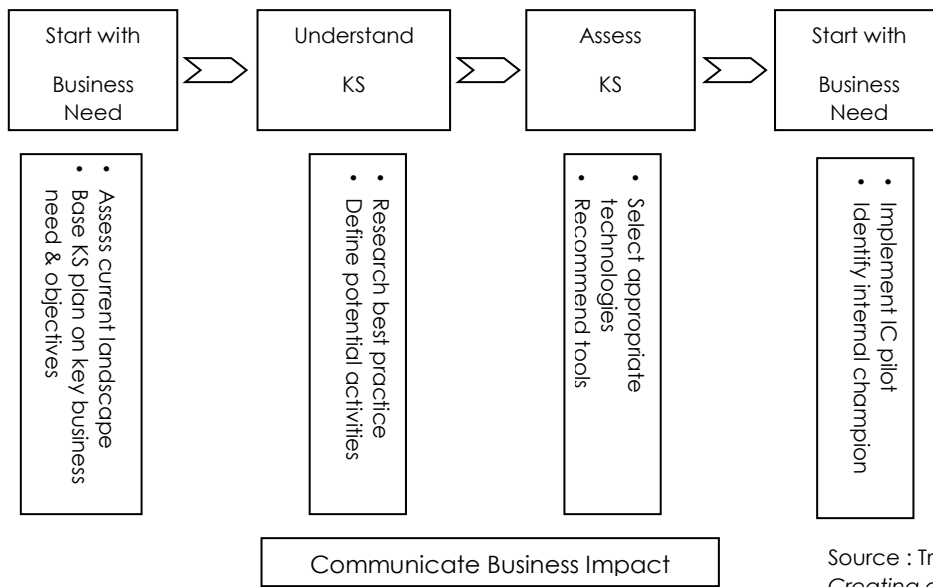 Start with
Business
Need
Understand
KS
Assess
KS
Start with
Business
Need
• Assess current landscape
• Base KS plan on key business
need & objectives
• Research best practice
• Define potential activities
• Select appropriate
technologies
• Recommend tools
• Implement IC pilot
• Identify internal champion
Communicate Business Impact
Source :
Creating